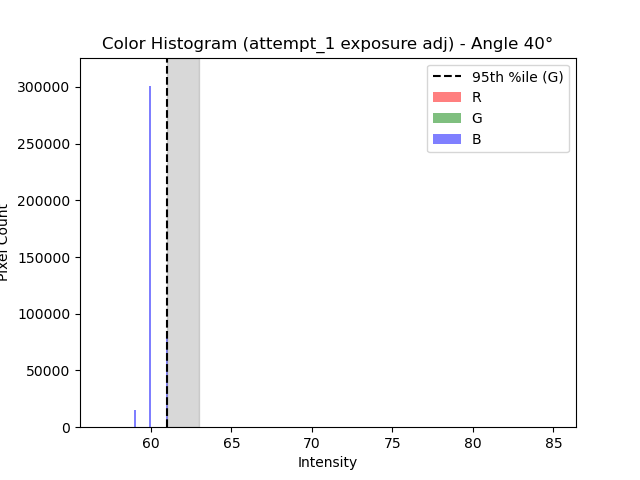 Color Histogram (attempt_1 exposure adj) - Angle 40°
95th %ile (G)
R
G
B
300000
250000
200000
150000
100000
50000
0
Pixel Count
60
65
70
75
80
85
Intensity